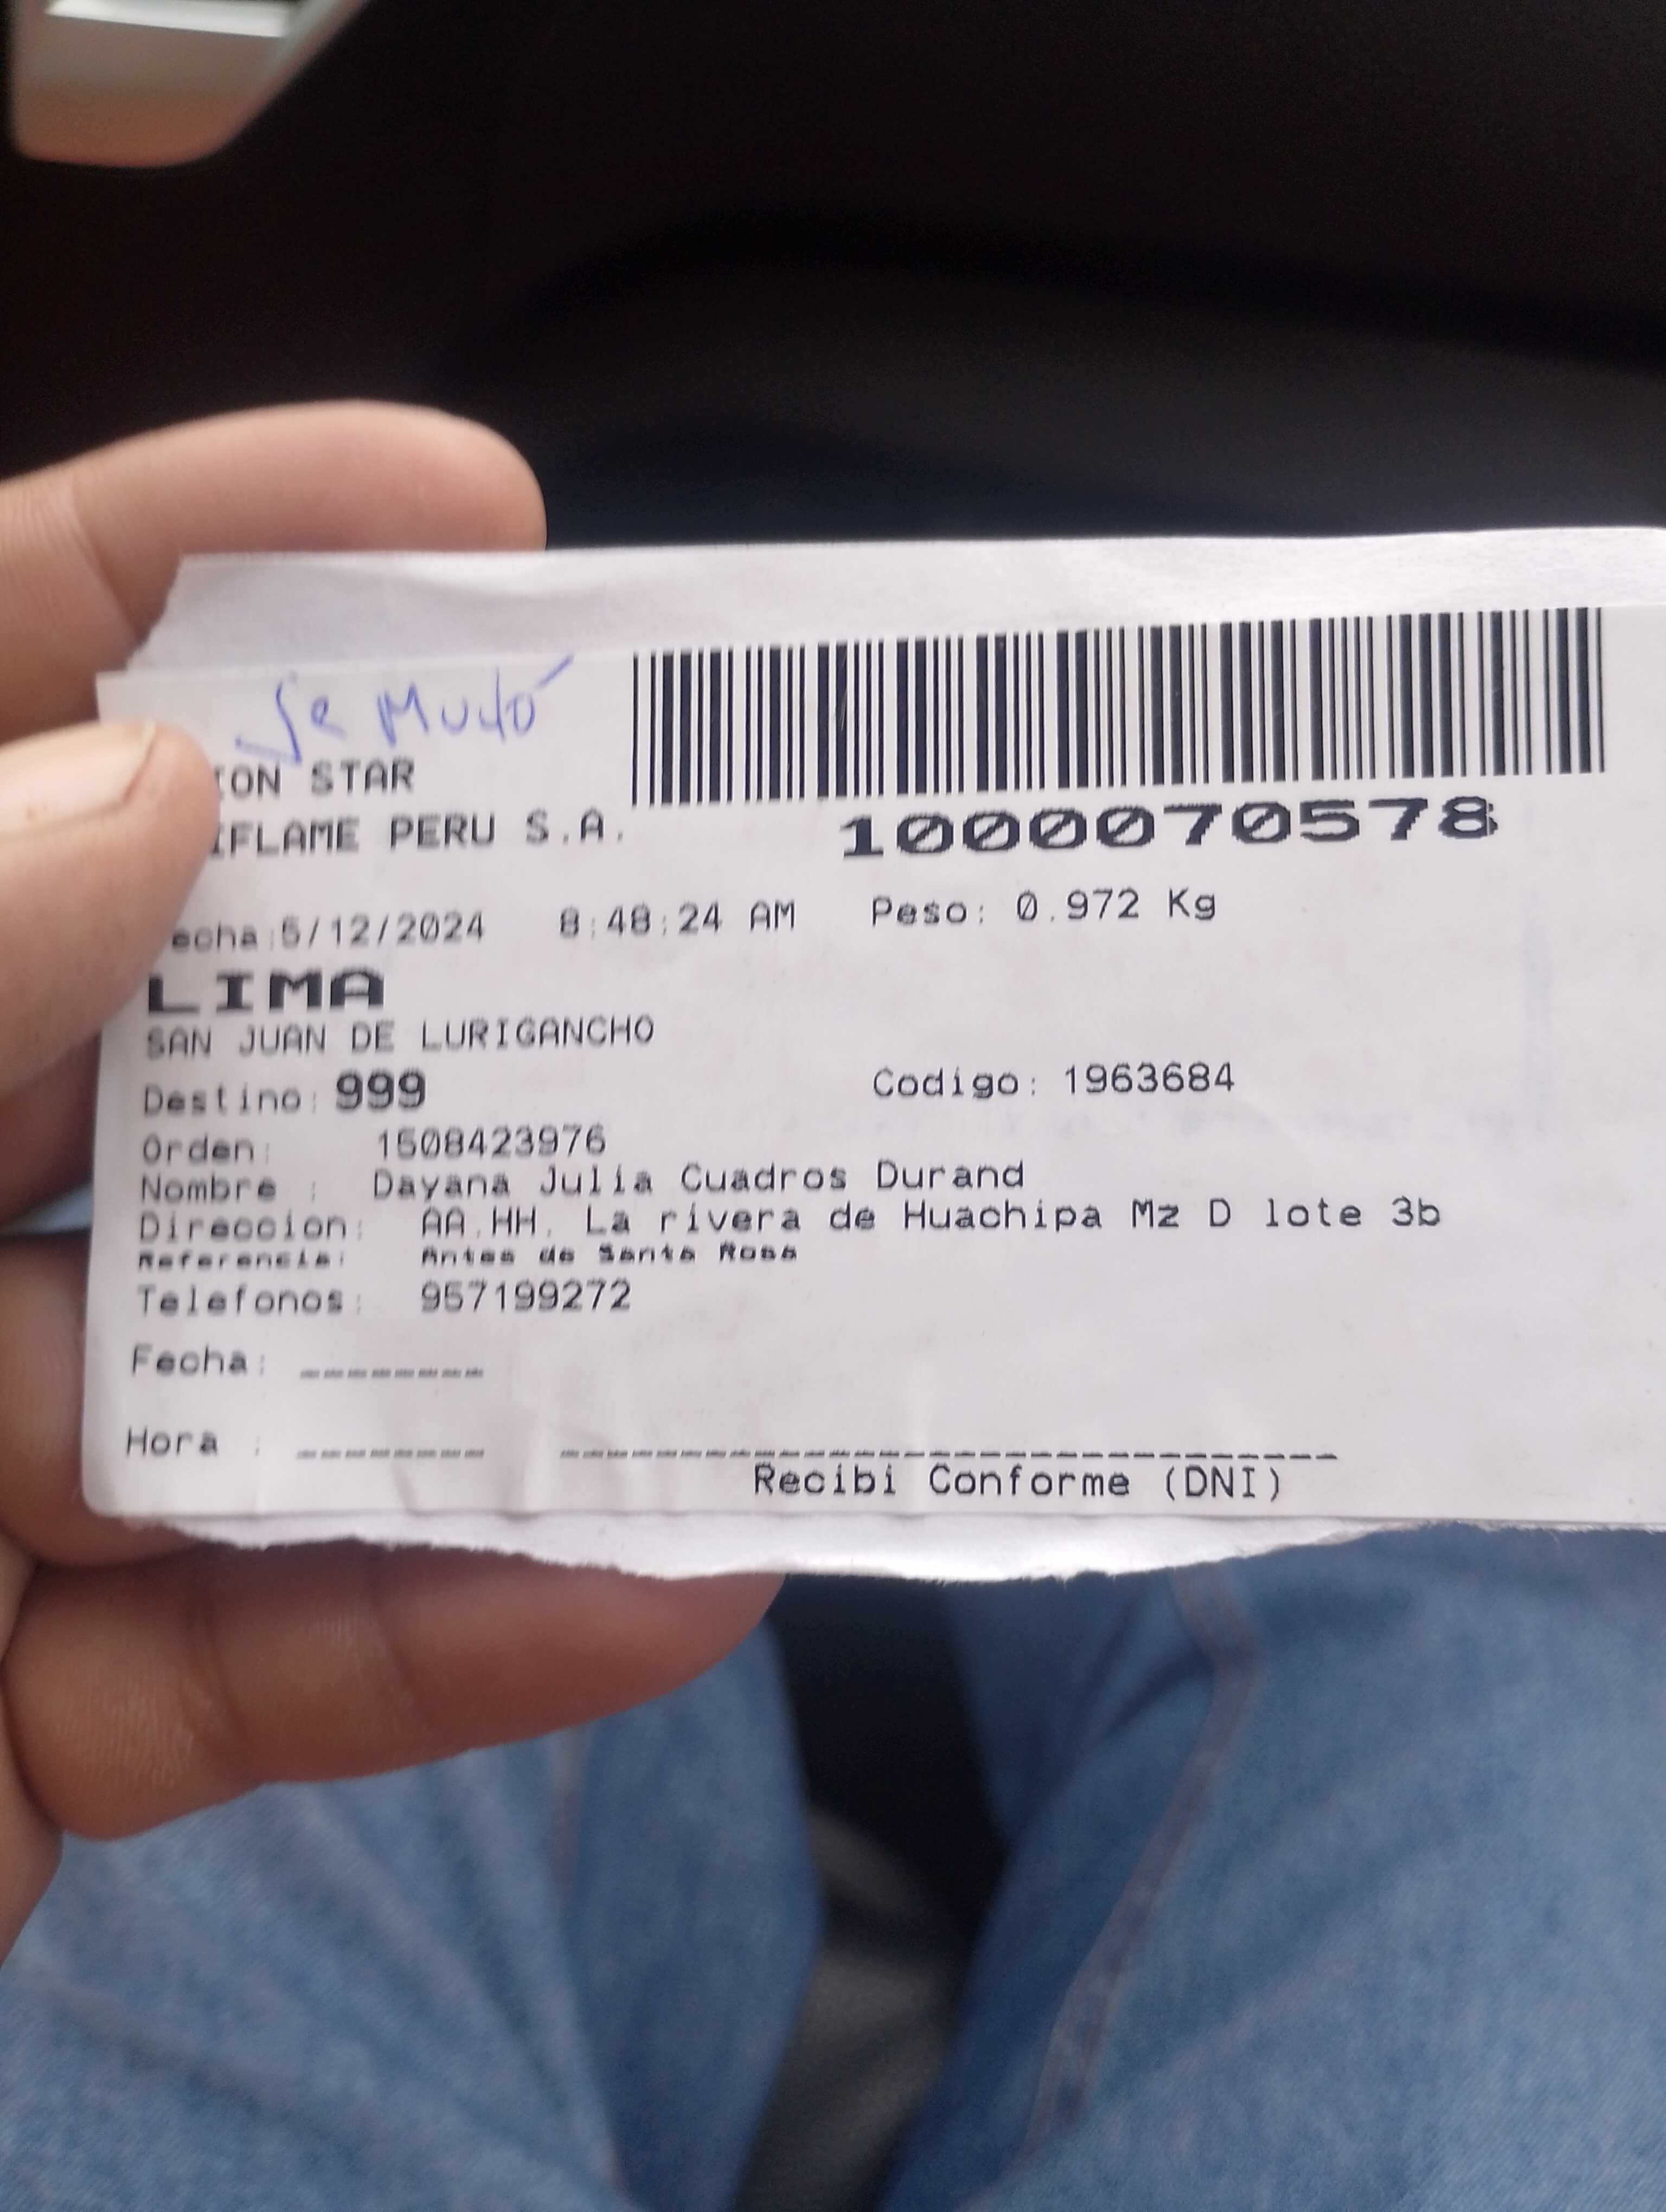 Se Mudó
ION STAR
IFLAME PERU S.A.
1000070578
echa:5/12/2024 8:48:24 AM Peso: 0.972 Kg
LIMA
SAN JUAN DE LURIGANCHO
Destino: 999 Codigo: 1963684
Orden: 1508423976
Nombre : Dayana Julia Cuadros Durand
Direccion: AA.HH. La rivera de Huachipa Mz D lote 3b
Referencia: Antes de Santa Rosa
Telefonos: 957199272
Fecha: ________
Hora : ________
Recibi Conforme (DNI)